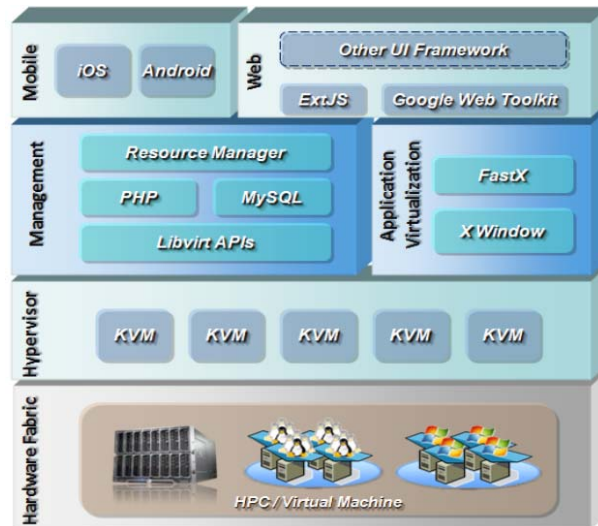 Mobile
iOS
Android
Web
Other UI Framework
ExtJS
Google Web Toolkit
Management
Resource Manager
PHP
MySQL
Libvirt APIs
Application
Virtualization
FastX
X Window
Hypervisor
KVM
KVM
KVM
KVM
KVM
Hardware Fabric
HPC / Virtual Machine